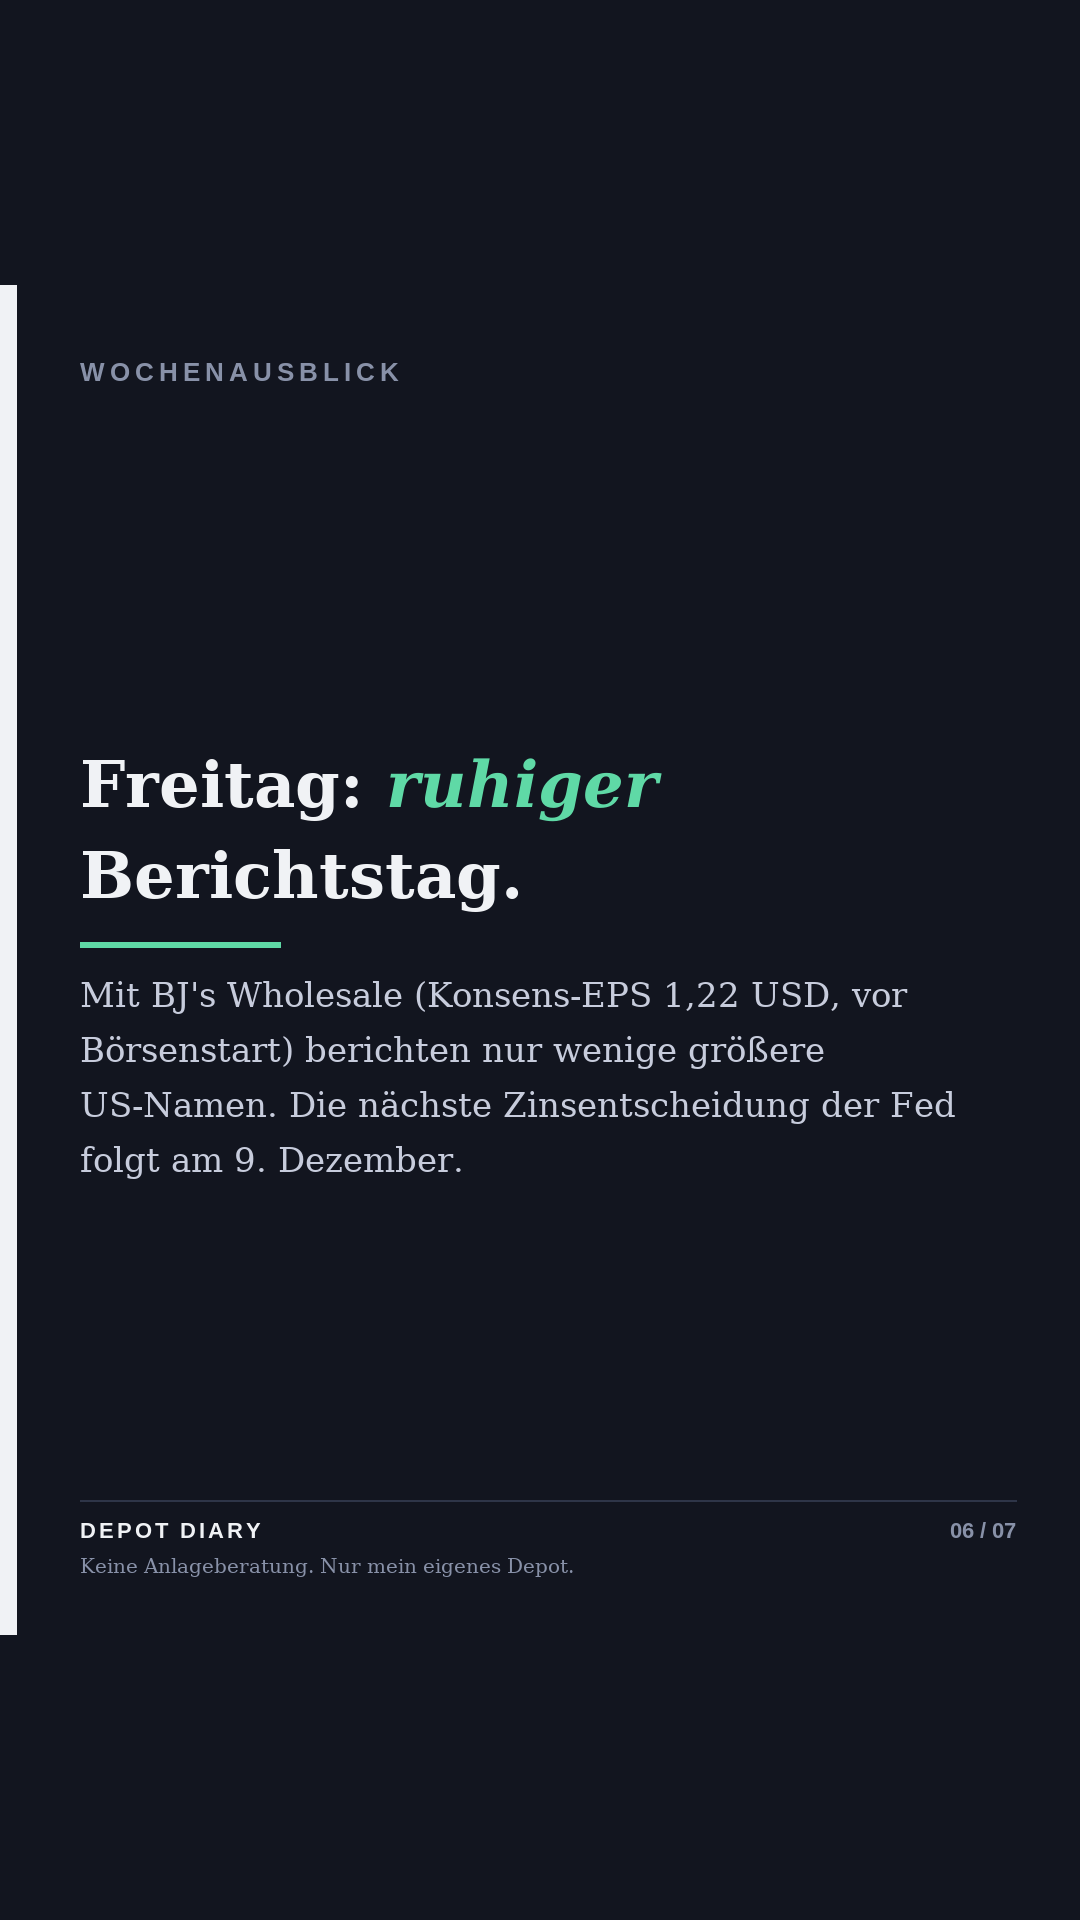 WOCHENAUSBLICK
Freitag: ruhiger
Berichtstag.
Mit BJ's Wholesale (Konsens-EPS 1,22 USD, vor
Börsenstart) berichten nur wenige größere
US-Namen. Die nächste Zinsentscheidung der Fed
folgt am 9. Dezember.
DEPOT DIARY
06 / 07
Keine Anlageberatung. Nur mein eigenes Depot.